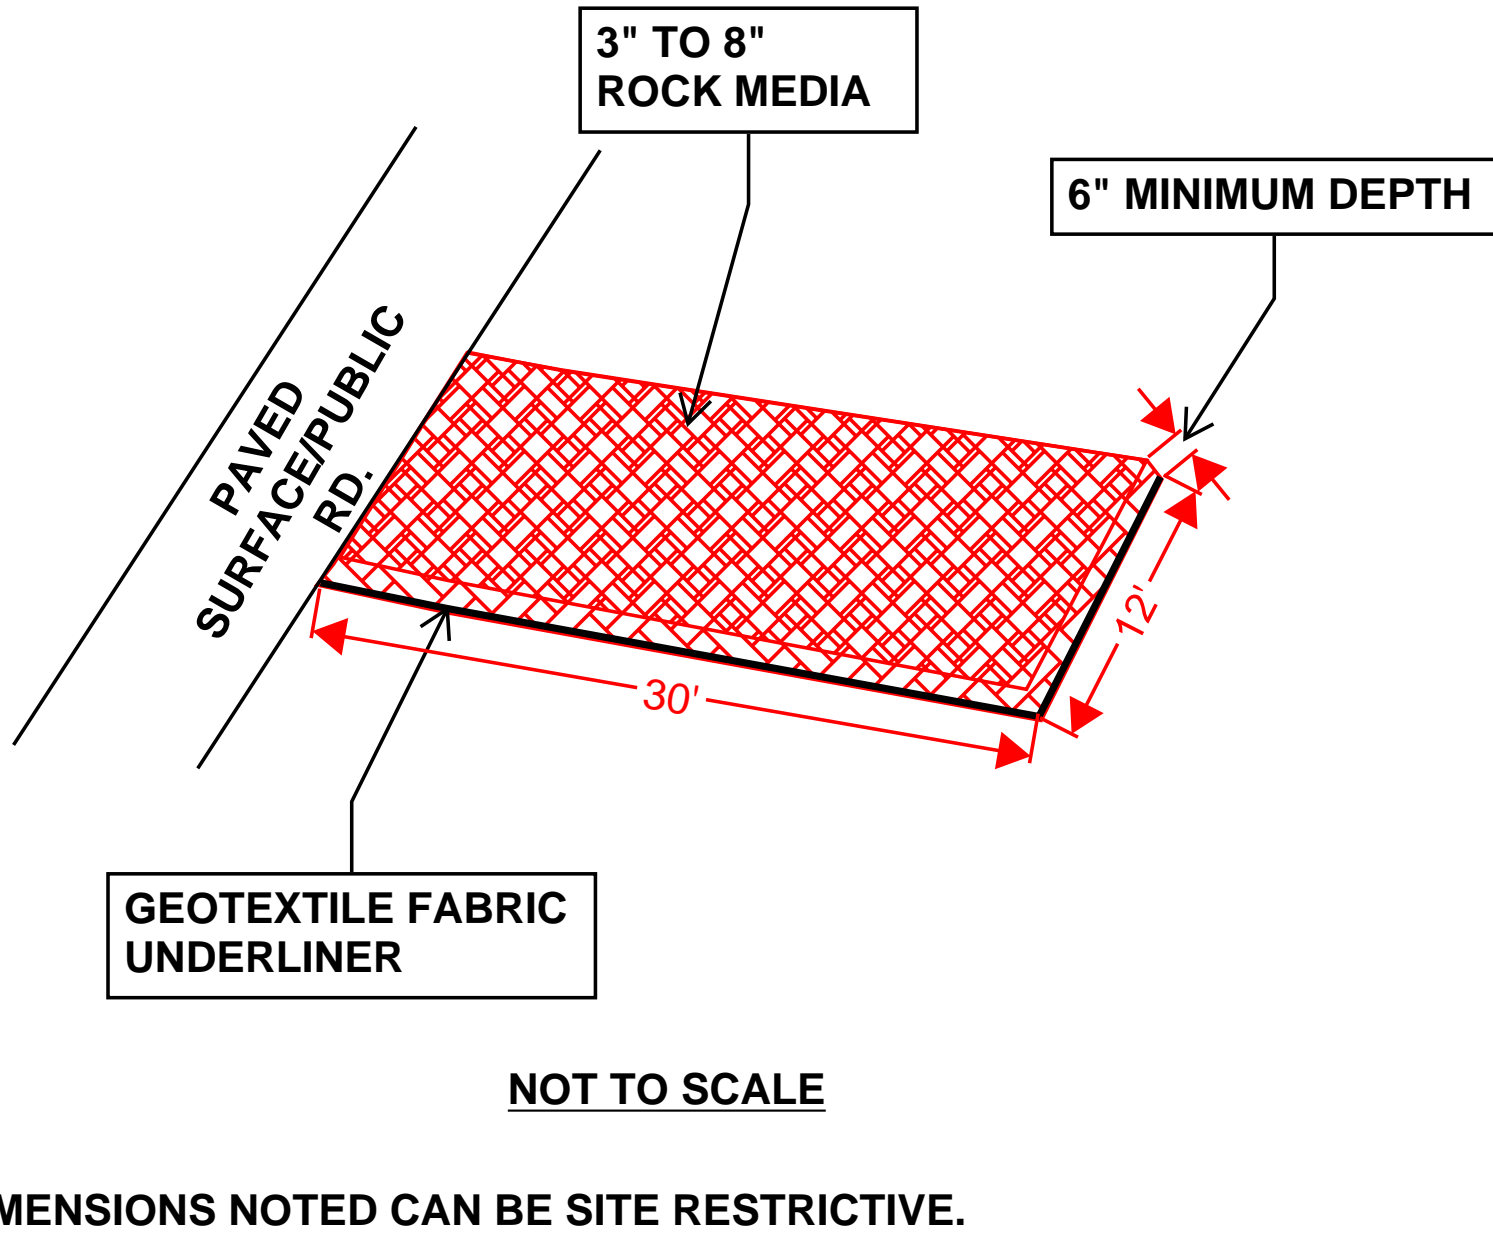 3" TO 8"
ROCK MEDIA
6" MINIMUM DEPTH
PAVED
SURFACE/PUBLIC
RD.
12'
30'
GEOTEXTILE FABRIC
UNDERLINER
NOT TO SCALE
MENSIONS NOTED CAN BE SITE RESTRICTIVE.